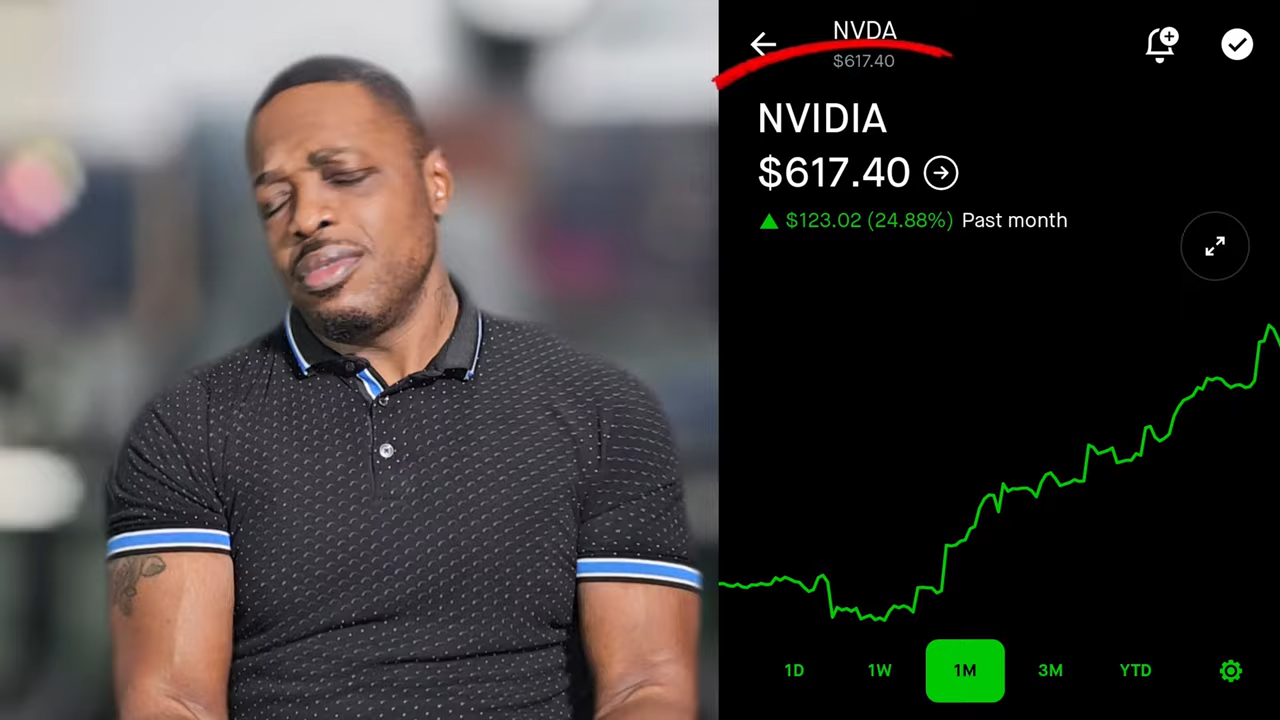 NVDA
$617.40
NVIDIA
$617.40
$123.02 (24.88%) Past month
1D 1W 1M 3M YTD